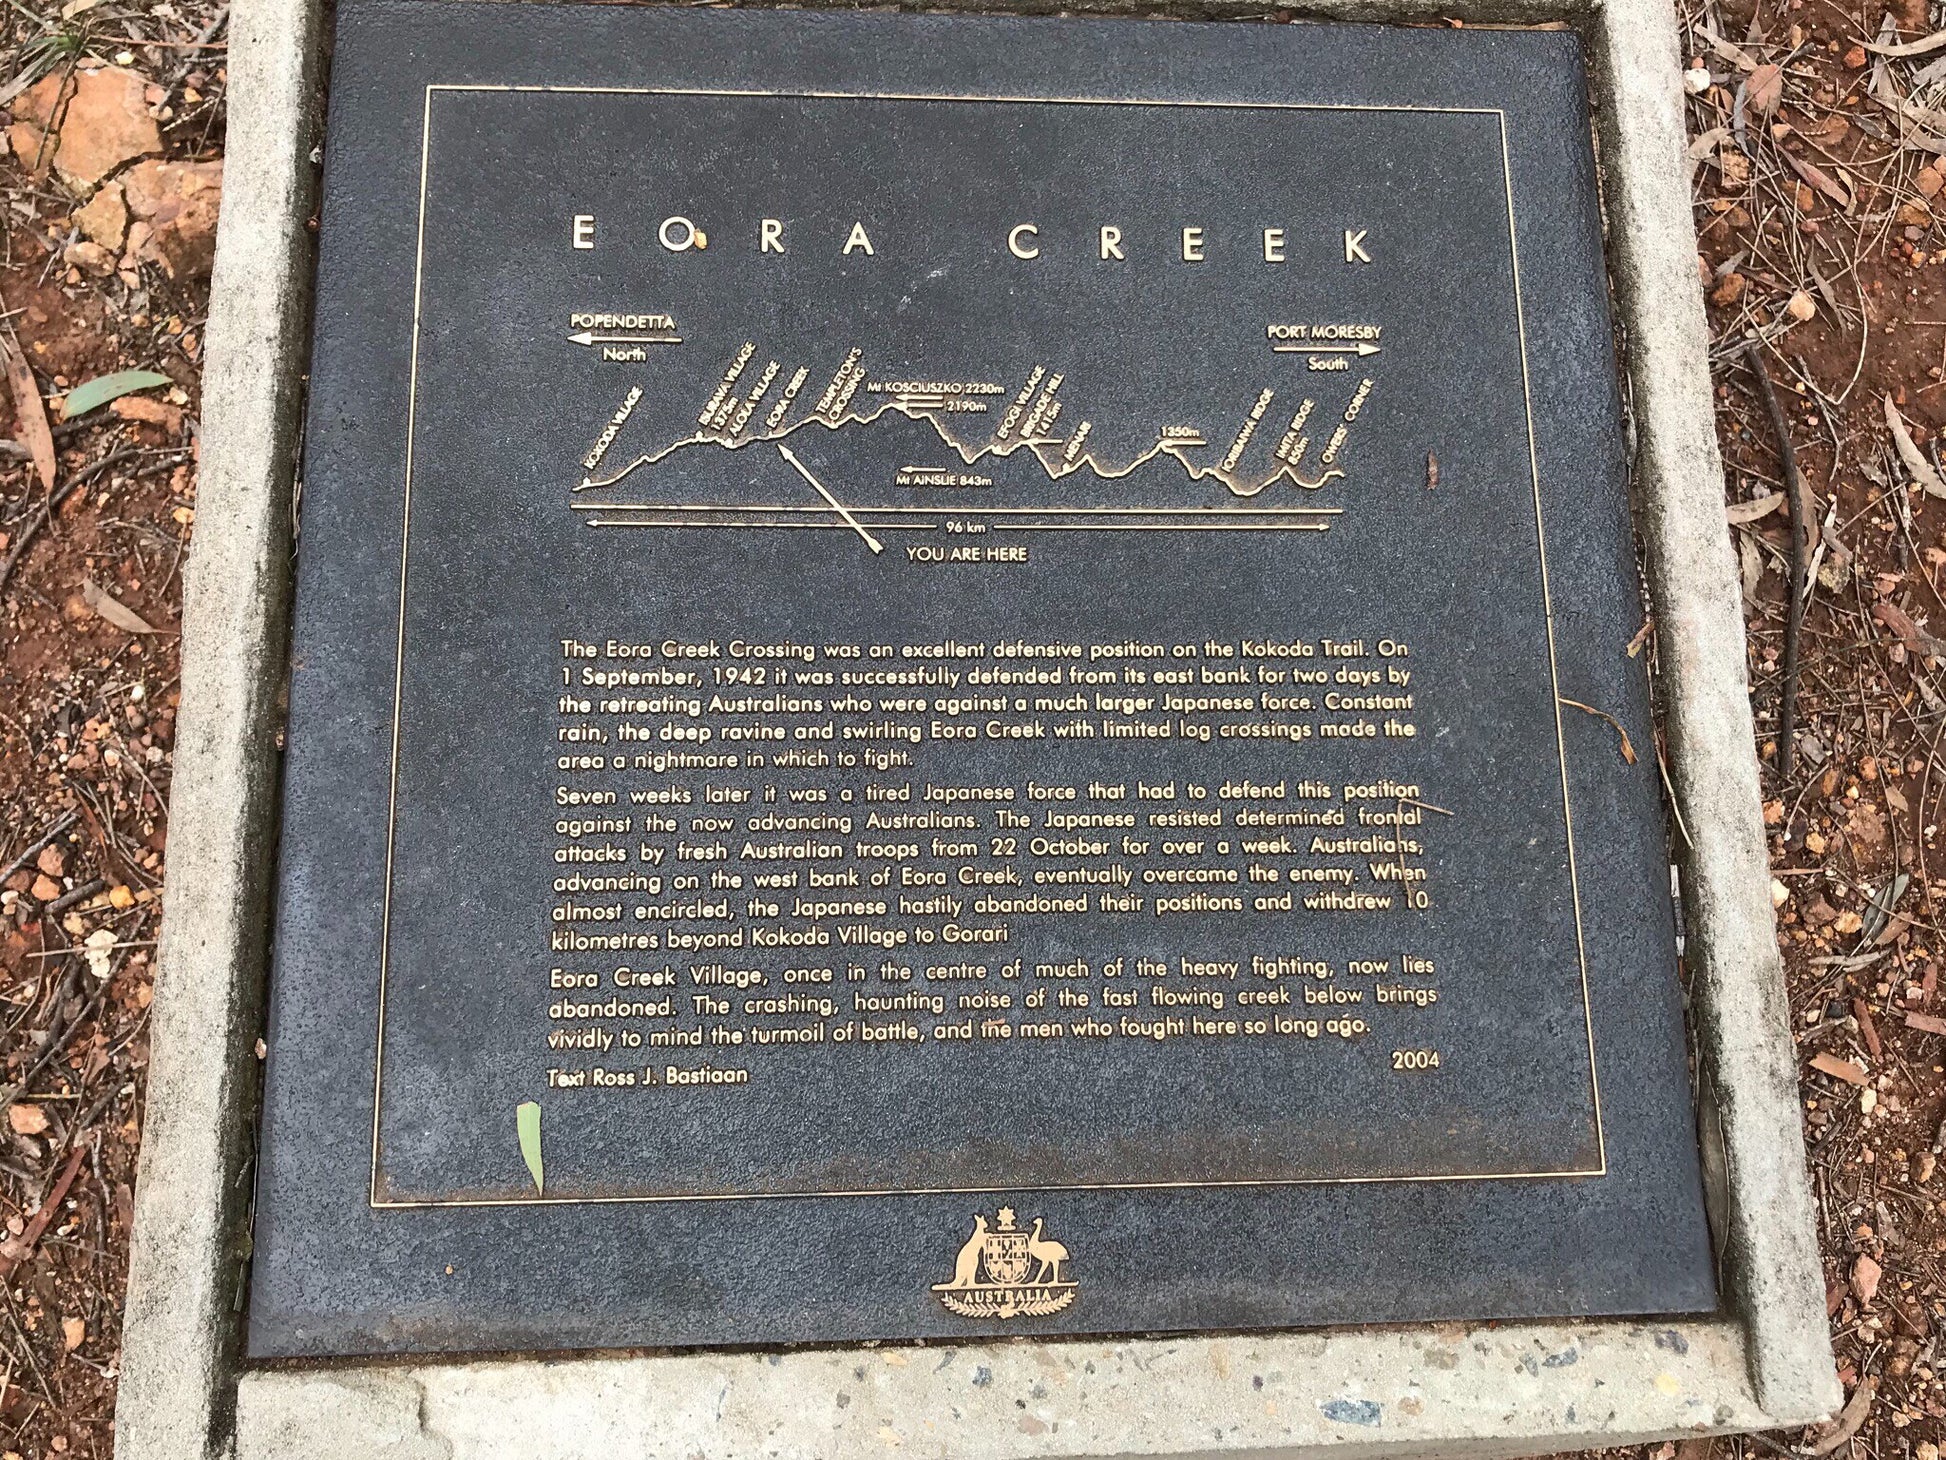 EORA CREEK
POPENDETTA
North
PORT MORESBY
South
KOKODA VILLAGE
ISURAVA VILLAGE
1375m
ALOLA VILLAGE
EORA CREEK
TEMPLETON'S
CROSSING
Mt KOSCIUSZKO 2230m
2190m
EFOGI VILLAGE
BRIGADE HILL
1415m
MENARI
1350m
IORIBAIWA RIDGE
IMITA RIDGE
850m
OWERS' CORNER
Mt AINSLIE 843m
96 km
YOU ARE HERE
The Eora Creek Crossing was an excellent defensive position on the Kokoda Trail. On
1 September, 1942 it was successfully defended from its east bank for two days by
the retreating Australians who were against a much larger Japanese force. Constant
rain, the deep ravine and swirling Eora Creek with limited log crossings made the
area a nightmare in which to fight.
Seven weeks later it was a tired Japanese force that had to defend this position
against the now advancing Australians. The Japanese resisted determined frontal
attacks by fresh Australian troops from 22 October for over a week. Australians,
advancing on the west bank of Eora Creek, eventually overcame the enemy. When
almost encircled, the Japanese hastily abandoned their positions and withdrew 10
kilometres beyond Kokoda Village to Gorari
Eora Creek Village, once in the centre of much of the heavy fighting, now lies
abandoned. The crashing, haunting noise of the fast flowing creek below brings
vividly to mind the turmoil of battle, and the men who fought here so long ago.
2004
Text Ross J. Bastiaan
AUSTRALIA